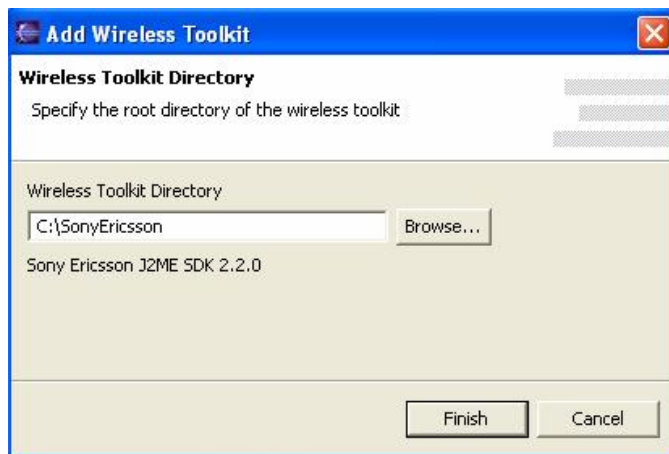 Add Wireless Toolkit
Wireless Toolkit Directory
Specify the root directory of the wireless toolkit
Wireless Toolkit Directory
C:\SonyEricsson
Browse...
Sony Ericsson J2ME SDK 2.2.0
Finish
Cancel